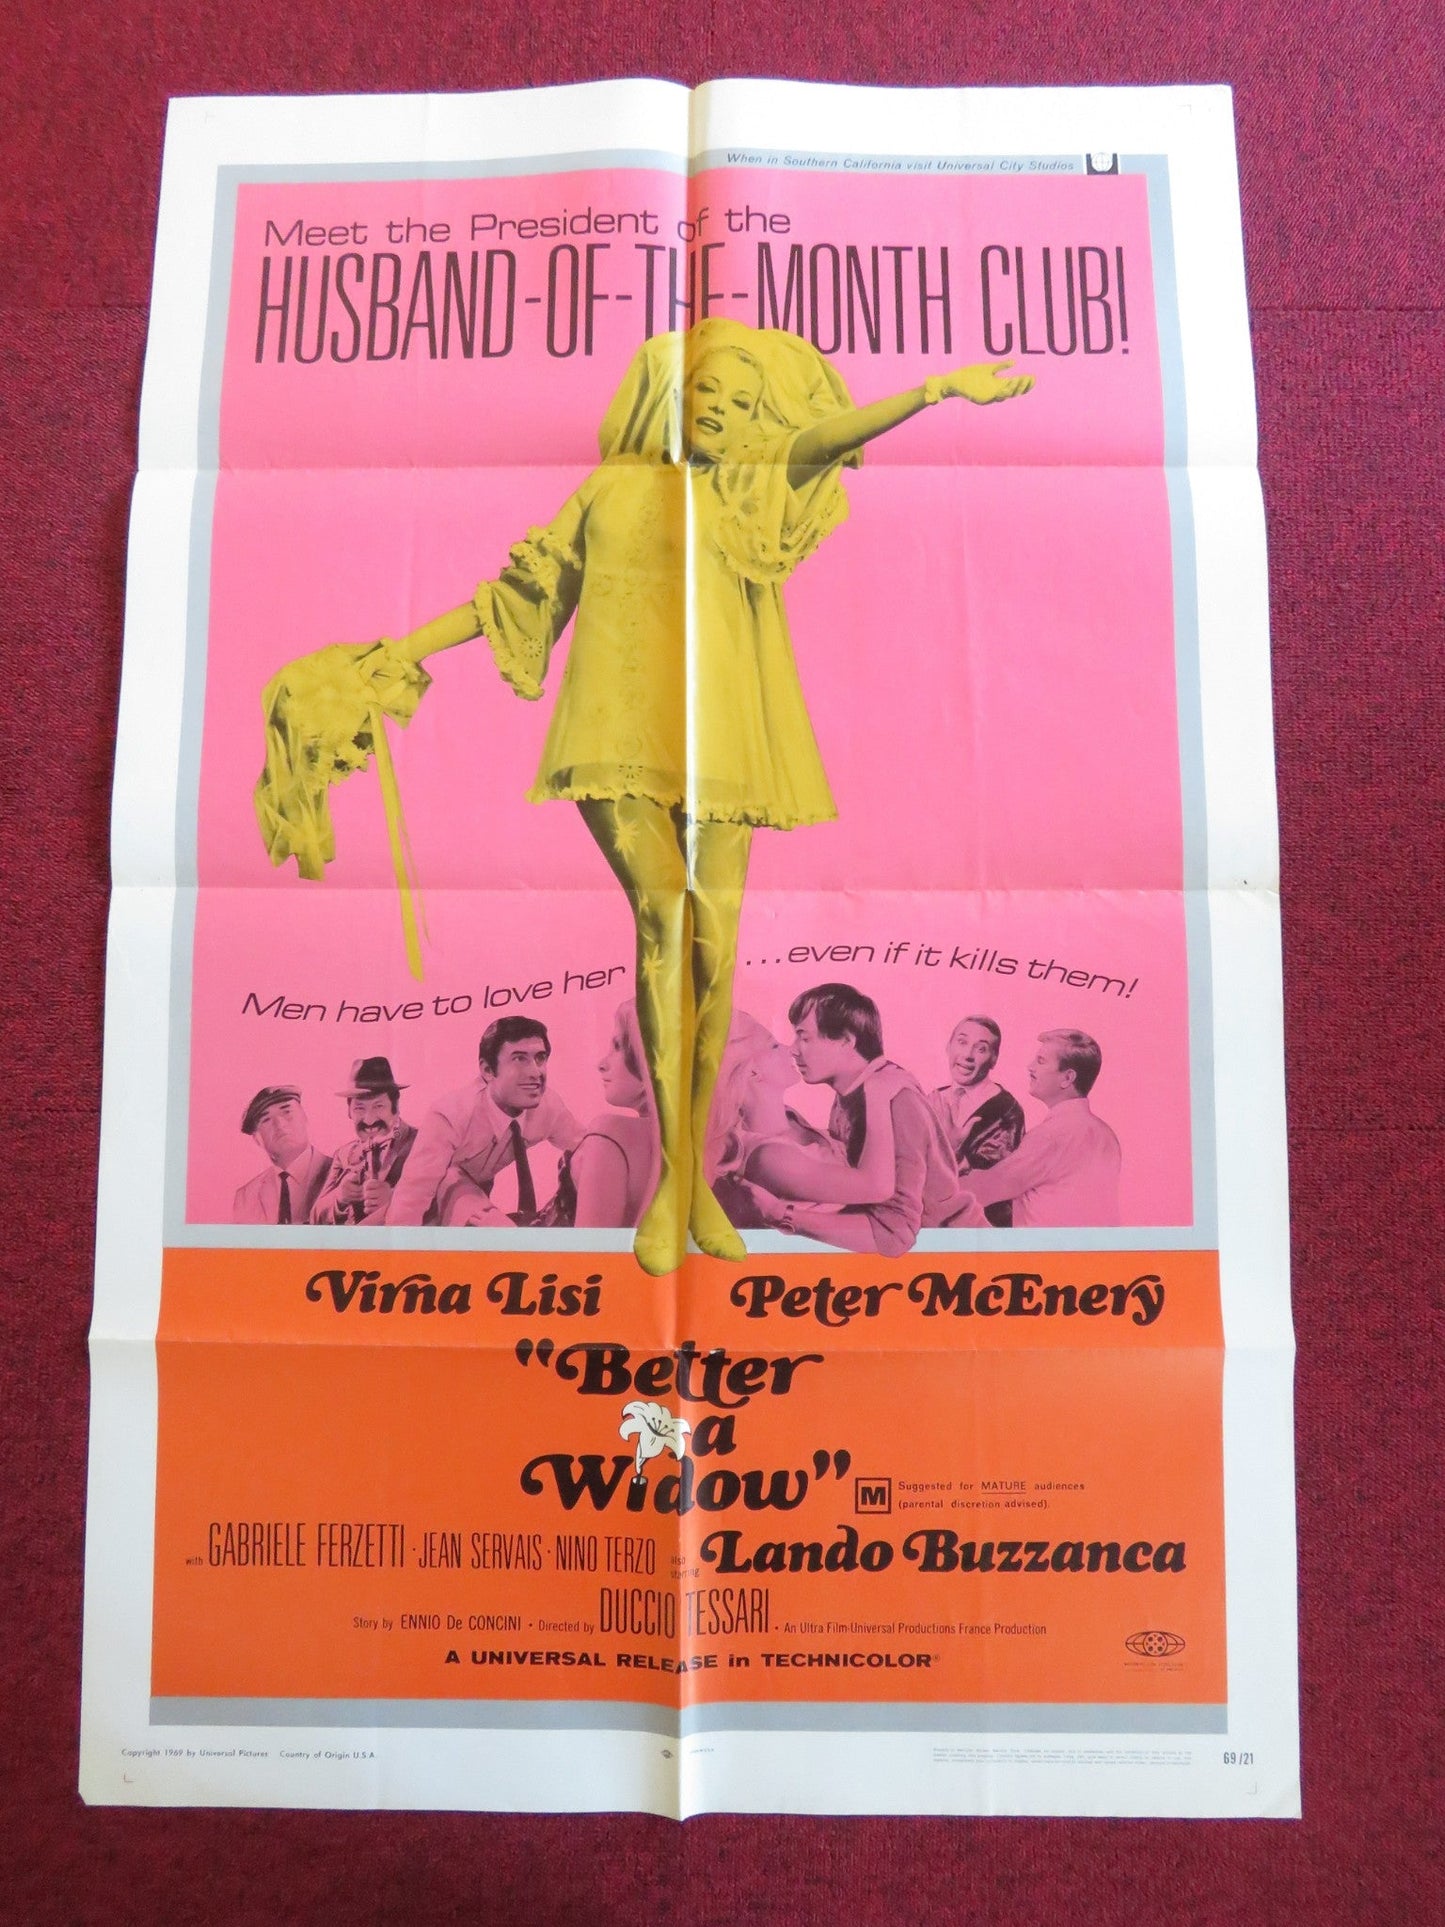 When in Southern California visit Universal City Studios
Meet the President of the
HUSBAND-OF-THE-MONTH CLUB!
Men have to love her ...even if it kills them!
Virna Lisi Peter McEnery
"Better
a
Widow"
M Suggested for MATURE audiences
(parental discretion advised).
with GABRIELE FERZETTI · JEAN SERVAIS · NINO TERZO also starring Lando Buzzanca
Story by ENNIO De CONCINI · Directed by DUCCIO TESSARI · An Ultra Film-Universal Productions France Production
A UNIVERSAL RELEASE in TECHNICOLOR®
Copyright 1969 by Universal Pictures Country of Origin U.S.A.
69/21